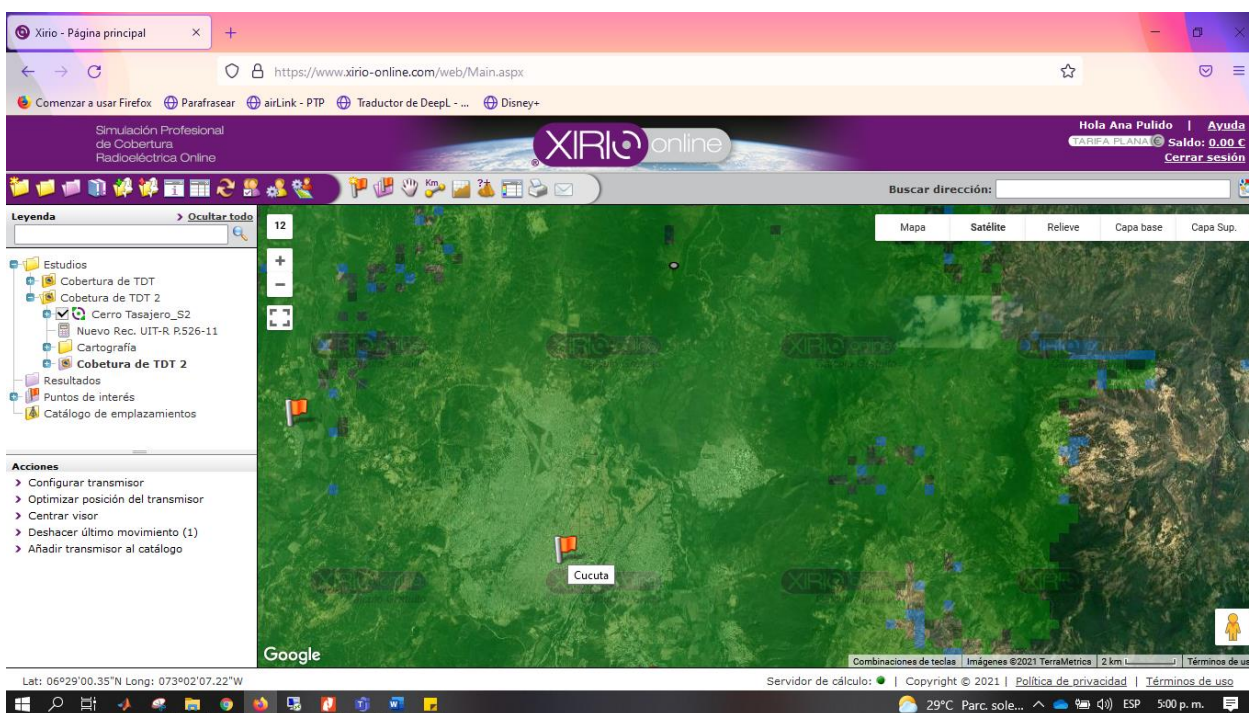 Xirio - Página principal
https://www.xirio-online.com/web/Main.aspx
Comenzar a usar Firefox
Parafrasear
airLink - PTP
Traductor de DeepL - ...
Disney+
Simulación Profesional
de Cobertura
Radioeléctrica Online
XIRIO online
Hola Ana Pulido | Ayuda
TARIFA PLANA € Saldo: 0.00 €
Cerrar sesión
Buscar dirección:
Leyenda
Ocultar todo
Estudios
Cobertura de TDT
Cobetura de TDT 2
Cerro Tasajero_S2
Nuevo Rec. UIT-R P.526-11
Cartografía
Cobetura de TDT 2
Resultados
Puntos de interés
Catálogo de emplazamientos
Acciones
Configurar transmisor
Optimizar posición del transmisor
Centrar visor
Deshacer último movimiento (1)
Añadir transmisor al catálogo
12
+
−
Mapa
Satélite
Relieve
Capa base
Capa Sup.
Cucuta
Google
Combinaciones de teclas
Imágenes ©2021 TerraMetrics
2 km
Términos de us
Lat: 06º29'00.35"N Long: 073º02'07.22"W
Servidor de cálculo:
| Copyright © 2021 | Política de privacidad | Términos de uso
29°C Parc. sole...
ESP
5:00 p. m.